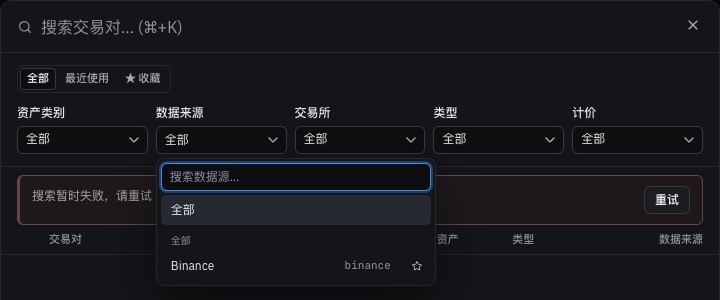 搜索交易对... (⌘+K)
全部 最近使用 ★ 收藏
资产类别 数据来源 交易所 类型 计价
全部 全部 全部 全部 全部
搜索数据源...
搜索暂时失败，请重试 重试
全部
交易对 资产 类型 数据来源
全部
Binance binance